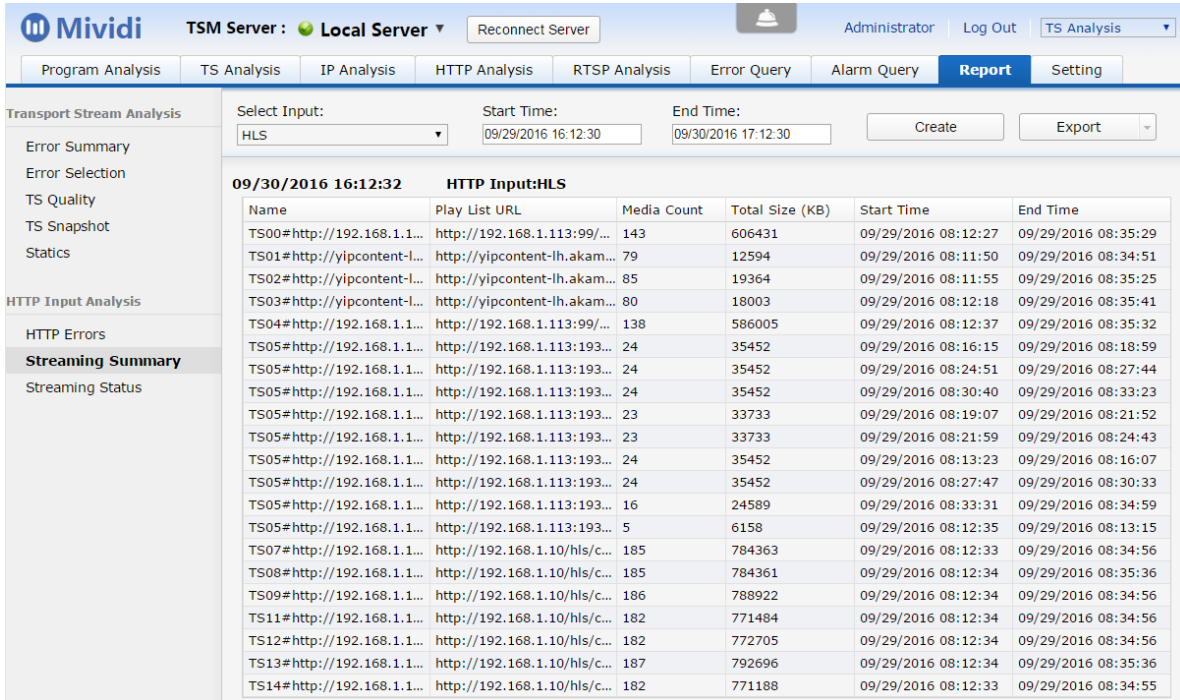 Mividi TSM Server : Local Server Reconnect Server Administrator Log Out TS Analysis
Program Analysis TS Analysis IP Analysis HTTP Analysis RTSP Analysis Error Query Alarm Query Report Setting
Transport Stream Analysis
Error Summary
Error Selection
TS Quality
TS Snapshot
Statics
HTTP Input Analysis
HTTP Errors
Streaming Summary
Streaming Status
Select Input: Start Time: End Time:
HLS 09/29/2016 16:12:30 09/30/2016 17:12:30 Create Export
09/30/2016 16:12:32 HTTP Input:HLS
Name Play List URL Media Count Total Size (KB) Start Time End Time
TS00#http://192.168.1.1... http://192.168.1.113:99/... 143 606431 09/29/2016 08:12:27 09/29/2016 08:35:29
TS01#http://yipcontent-l... http://yipcontent-lh.akam... 79 12594 09/29/2016 08:11:50 09/29/2016 08:34:51
TS02#http://yipcontent-l... http://yipcontent-lh.akam... 85 19364 09/29/2016 08:11:55 09/29/2016 08:35:25
TS03#http://yipcontent-l... http://yipcontent-lh.akam... 80 18003 09/29/2016 08:12:18 09/29/2016 08:35:41
TS04#http://192.168.1.1... http://192.168.1.113:99/... 138 586005 09/29/2016 08:12:37 09/29/2016 08:35:32
TS05#http://192.168.1.1... http://192.168.1.113:193... 24 35452 09/29/2016 08:16:15 09/29/2016 08:18:59
TS05#http://192.168.1.1... http://192.168.1.113:193... 24 35452 09/29/2016 08:24:51 09/29/2016 08:27:44
TS05#http://192.168.1.1... http://192.168.1.113:193... 24 35452 09/29/2016 08:30:40 09/29/2016 08:33:23
TS05#http://192.168.1.1... http://192.168.1.113:193... 23 33733 09/29/2016 08:19:07 09/29/2016 08:21:52
TS05#http://192.168.1.1... http://192.168.1.113:193... 23 33733 09/29/2016 08:21:59 09/29/2016 08:24:43
TS05#http://192.168.1.1... http://192.168.1.113:193... 24 35452 09/29/2016 08:13:23 09/29/2016 08:16:07
TS05#http://192.168.1.1... http://192.168.1.113:193... 24 35452 09/29/2016 08:27:47 09/29/2016 08:30:33
TS05#http://192.168.1.1... http://192.168.1.113:193... 16 24589 09/29/2016 08:33:31 09/29/2016 08:34:59
TS05#http://192.168.1.1... http://192.168.1.113:193... 5 6158 09/29/2016 08:12:35 09/29/2016 08:13:15
TS07#http://192.168.1.1... http://192.168.1.10/hls/c... 185 784363 09/29/2016 08:12:33 09/29/2016 08:34:56
TS08#http://192.168.1.1... http://192.168.1.10/hls/c... 185 784361 09/29/2016 08:12:34 09/29/2016 08:35:36
TS09#http://192.168.1.1... http://192.168.1.10/hls/c... 186 788922 09/29/2016 08:12:34 09/29/2016 08:34:56
TS11#http://192.168.1.1... http://192.168.1.10/hls/c... 182 771484 09/29/2016 08:12:34 09/29/2016 08:34:56
TS12#http://192.168.1.1... http://192.168.1.10/hls/c... 182 772705 09/29/2016 08:12:34 09/29/2016 08:34:56
TS13#http://192.168.1.1... http://192.168.1.10/hls/c... 187 792696 09/29/2016 08:12:34 09/29/2016 08:35:36
TS14#http://192.168.1.1... http://192.168.1.10/hls/c... 182 771188 09/29/2016 08:12:33 09/29/2016 08:34:55